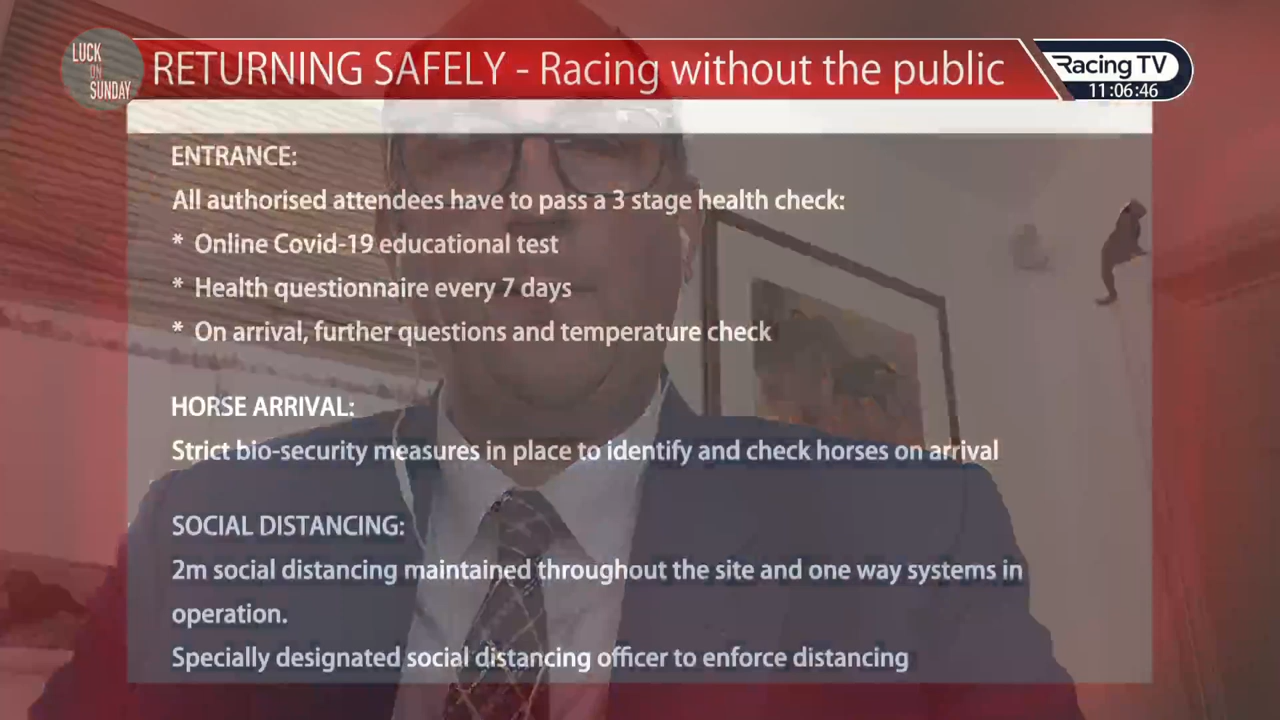 LUCK
ON
SUNDAY
RETURNING SAFELY - Racing without the public
Racing TV
11:06:46
ENTRANCE:
All authorised attendees have to pass a 3 stage health check:
* Online Covid-19 educational test
* Health questionnaire every 7 days
* On arrival, further questions and temperature check
HORSE ARRIVAL:
Strict bio-security measures in place to identify and check horses on arrival
SOCIAL DISTANCING:
2m social distancing maintained throughout the site and one way systems in
operation.
Specially designated social distancing officer to enforce distancing